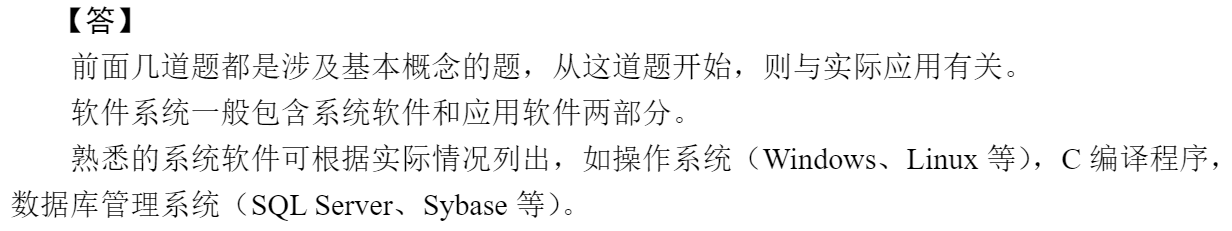 【答】
前面几道题都是涉及基本概念的题，从这道题开始，则与实际应用有关。
软件系统一般包含系统软件和应用软件两部分。
熟悉的系统软件可根据实际情况列出，如操作系统（Windows、Linux 等），C 编译程序，
数据库管理系统（SQL Server、Sybase 等）。